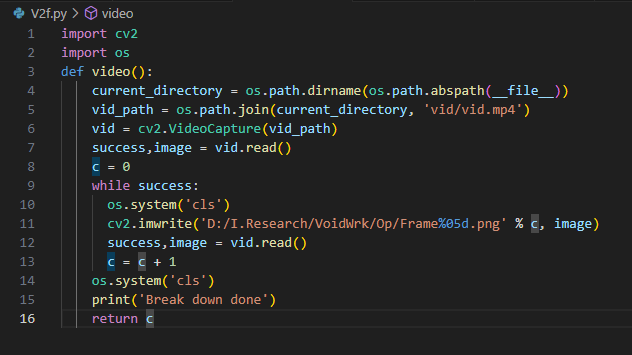 V2f.py > video
1 import cv2
2 import os
3 def video():
4     current_directory = os.path.dirname(os.path.abspath(__file__))
5     vid_path = os.path.join(current_directory, 'vid/vid.mp4')
6     vid = cv2.VideoCapture(vid_path)
7     success,image = vid.read()
8     c = 0
9     while success:
10       os.system('cls')
11       cv2.imwrite('D:/I.Research/VoidWrk/Op/Frame%05d.png' % c, image)
12       success,image = vid.read()
13       c = c + 1
14     os.system('cls')
15     print('Break down done')
16     return c